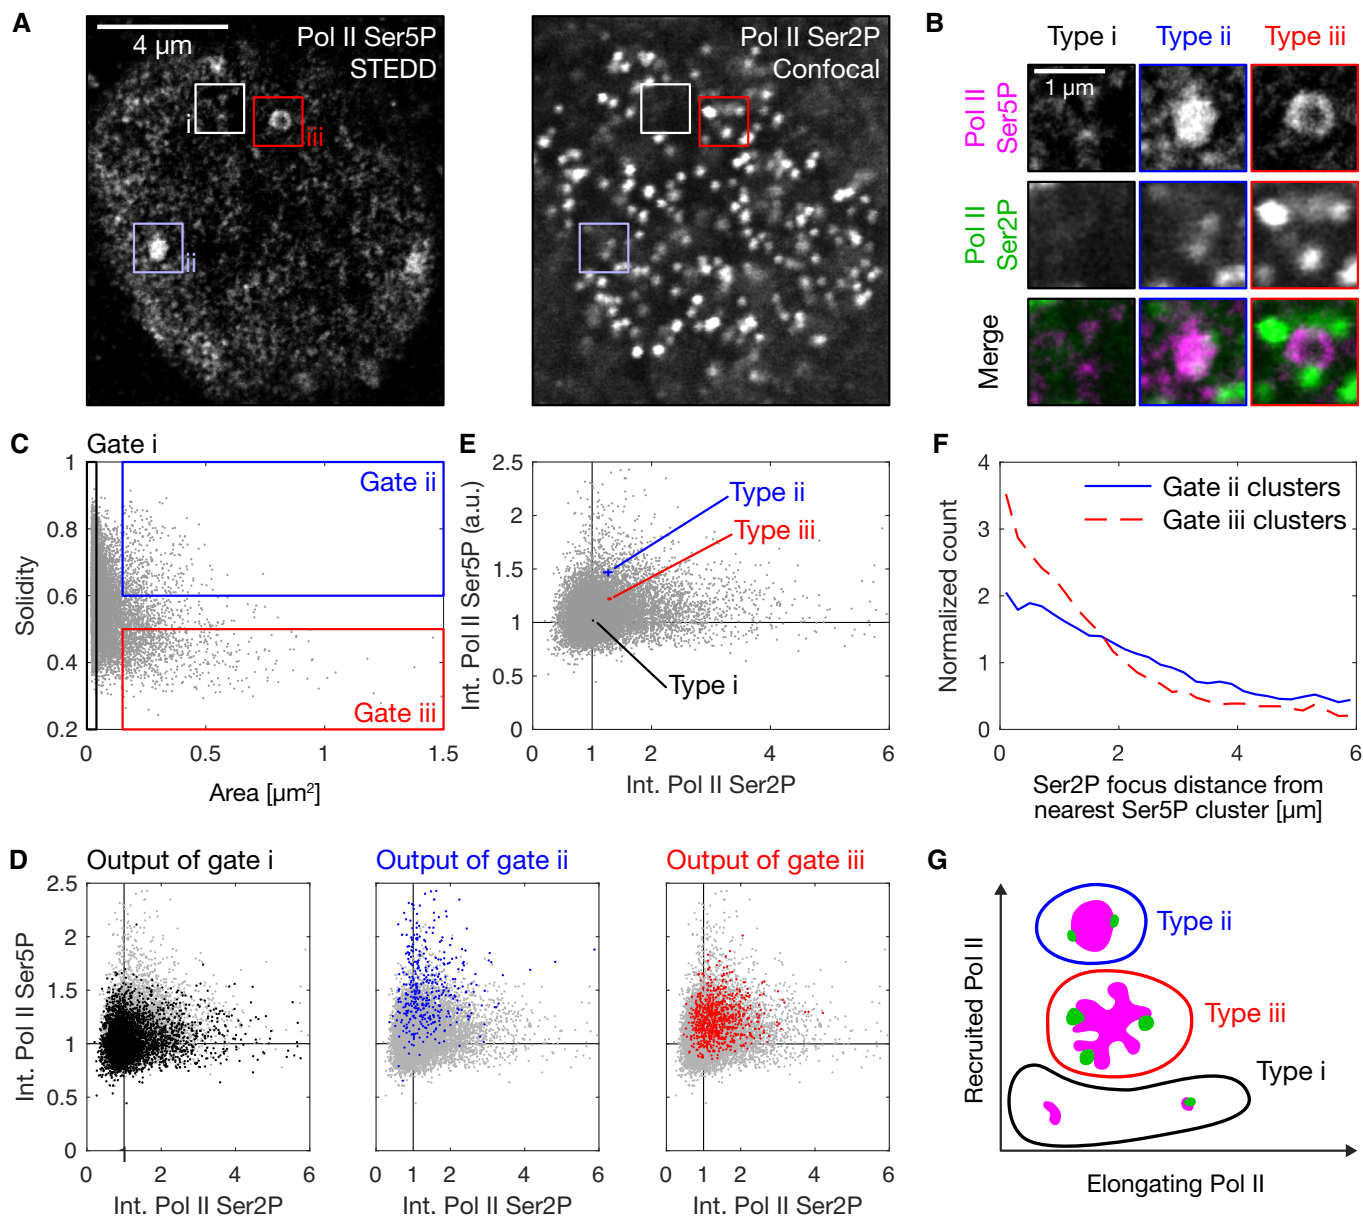 A
4 µm
Pol II Ser5P
STEDD
i
iii
ii
Pol II Ser2P
Confocal
B
Type i
Type ii
Type iii
1 µm
Pol II
Ser5P
Pol II
Ser2P
Merge
C
Gate i
Gate ii
Gate iii
1
0.8
0.6
0.4
0.2
0
0.5
1
1.5
Solidity
Area [µm²]
E
2.5
2
1.5
1
0.5
0
Int. Pol II Ser5P (a.u.)
Type ii
Type iii
Type i
0
1
2
4
6
Int. Pol II Ser2P
F
4
3
2
1
0
Normalized count
Gate ii clusters
Gate iii clusters
0
2
4
6
Ser2P focus distance from
nearest Ser5P cluster [µm]
D
Output of gate i
2.5
2
1.5
1
0.5
0
Int. Pol II Ser5P
0
1
2
4
6
Int. Pol II Ser2P
Output of gate ii
0
1
2
4
6
Int. Pol II Ser2P
Output of gate iii
0
1
2
4
6
Int. Pol II Ser2P
G
Recruited Pol II
Type ii
Type iii
Type i
Elongating Pol II